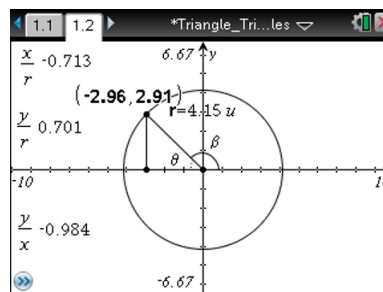 1.1 1.2 *Triangle_Tri...les
x/r -0.713
6.67 y
(-2.96,2.91)
r=4.15 u
y/r 0.701
β
θ
-10 1
y/x -0.984
-6.67